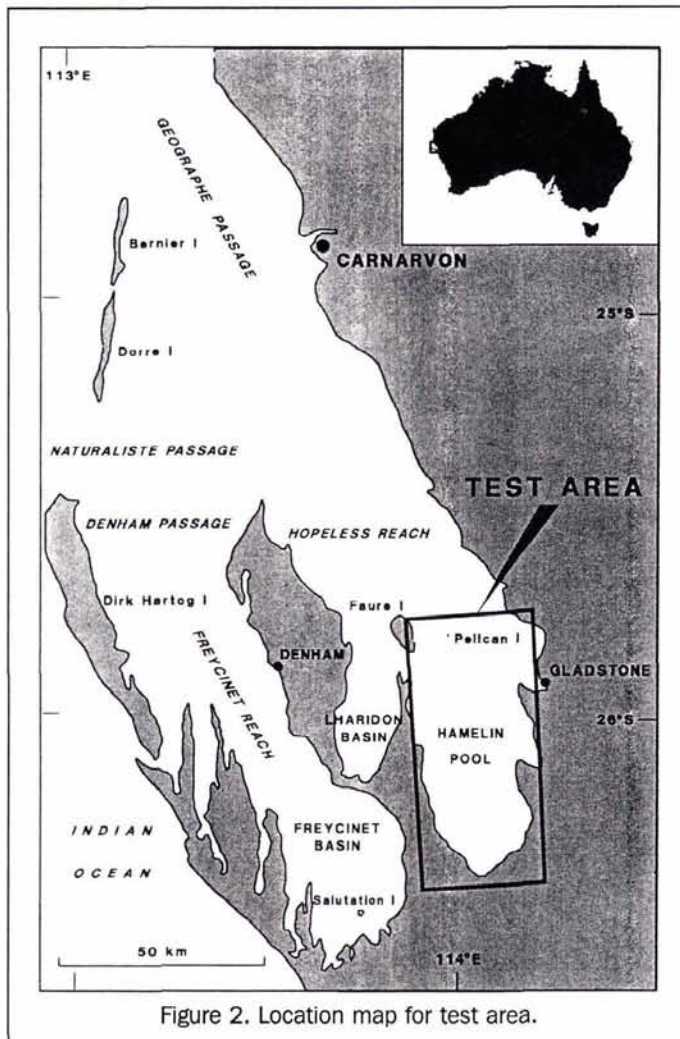 113°E
GEOGRAPHE PASSAGE
Bernier I
CARNARVON
25°S
Dorre I
NATURALISTE PASSAGE
TEST AREA
DENHAM PASSAGE
HOPELESS REACH
Dirk Hartog I
Faure I
Pelican I
FREYCINET REACH
DENHAM
GLADSTONE
LHARIDON
BASIN
26°S
HAMELIN
POOL
INDIAN
OCEAN
FREYCINET
BASIN
Salutation I
50 km
114°E
Figure 2. Location map for test area.